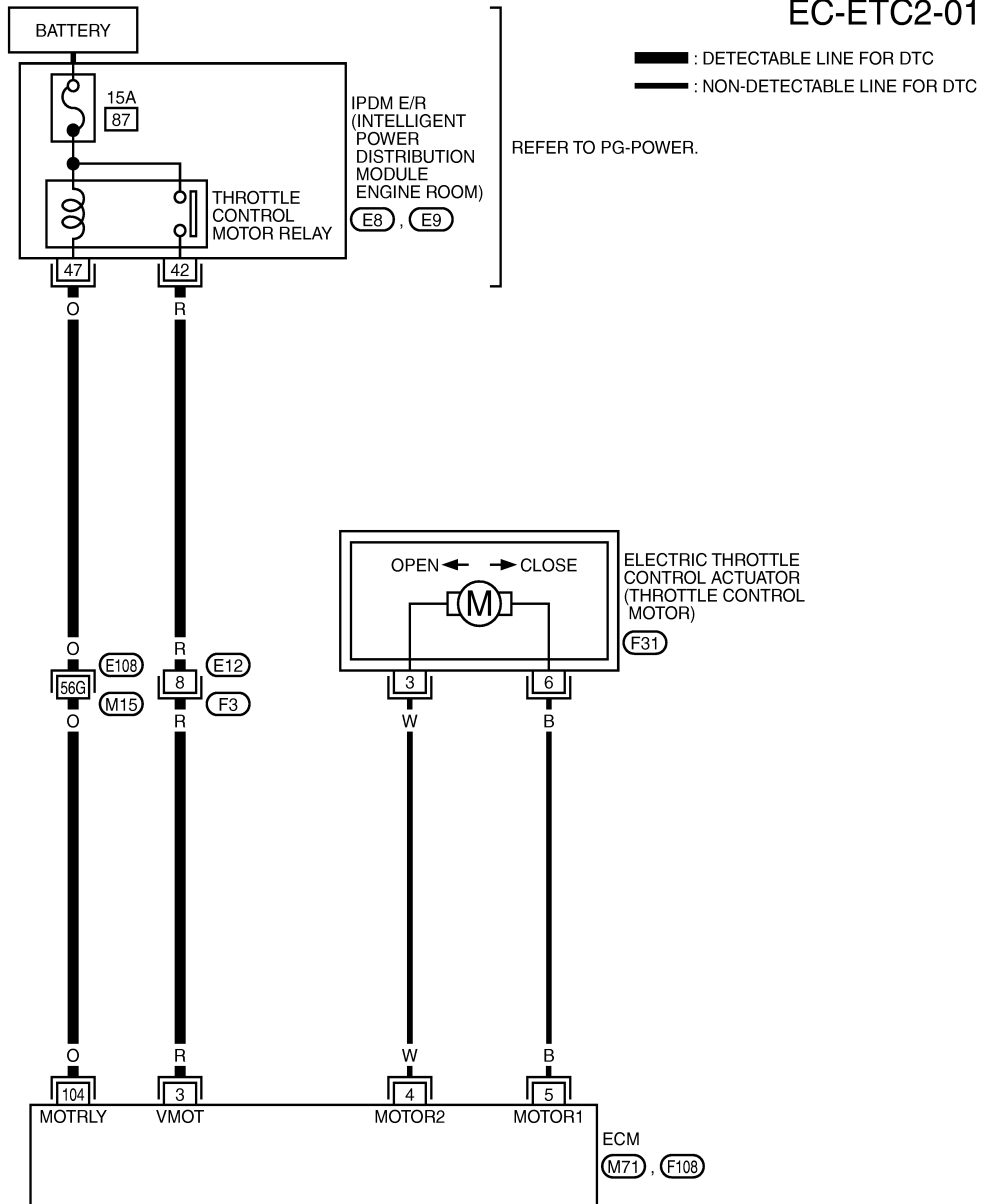 EC-ETC2-01
BATTERY
: DETECTABLE LINE FOR DTC
: NON-DETECTABLE LINE FOR DTC
15A
87
IPDM E/R
(INTELLIGENT
POWER
DISTRIBUTION
MODULE
ENGINE ROOM)
E8 , E9
REFER TO PG-POWER.
THROTTLE
CONTROL
MOTOR RELAY
47 42
O R
OPEN CLOSE
M
ELECTRIC THROTTLE
CONTROL ACTUATOR
(THROTTLE CONTROL
MOTOR)
F31
O R
E108 E12
56G 8 3 6
M15 F3
O R W B
O R W B
104 3 4 5
MOTRLY VMOT MOTOR2 MOTOR1
ECM
M71 , F108